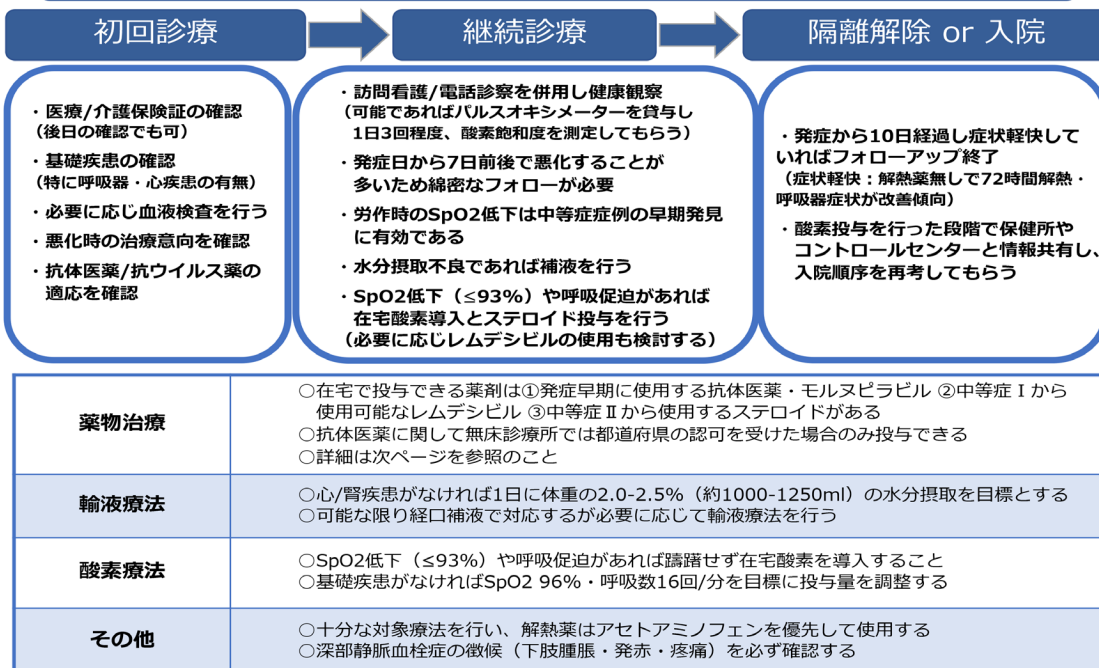 初回診療
継続診療
隔離解除 or 入院
・医療/介護保険証の確認
（後日の確認でも可）
・基礎疾患の確認
（特に呼吸器・心疾患の有無）
・必要に応じ血液検査を行う
・悪化時の治療意向を確認
・抗体医薬/抗ウイルス薬の
適応を確認
・訪問看護/電話診察を併用し健康観察
（可能であればパルスオキシメーターを貸与し
1日3回程度、酸素飽和度を測定してもらう）
・発症日から7日前後で悪化することが
多いため綿密なフォローが必要
・労作時のSpO2低下は中等症症例の早期発見
に有効である
・水分摂取不良であれば補液を行う
・SpO2低下（≤93%）や呼吸促迫があれば
在宅酸素導入とステロイド投与を行う
（必要に応じレムデシビルの使用も検討する）
・発症から10日経過し症状軽快して
いればフォローアップ終了
（症状軽快：解熱薬無しで72時間解熱・
呼吸器症状が改善傾向）
・酸素投与を行った段階で保健所や
コントロールセンターと情報共有し、
入院順序を再考してもらう
薬物治療
○在宅で投与できる薬剤は①発症早期に使用する抗体医薬・モルヌピラビル ②中等症Ⅰから
使用可能なレムデシビル ③中等症Ⅱから使用するステロイドがある
○抗体医薬に関して無床診療所では都道府県の認可を受けた場合のみ投与できる
○詳細は次ページを参照のこと
輸液療法
○心/腎疾患がなければ1日に体重の2.0-2.5%（約1000-1250ml）の水分摂取を目標とする
○可能な限り経口補液で対応するが必要に応じて輸液療法を行う
酸素療法
○SpO2低下（≤93%）や呼吸促迫があれば躊躇せず在宅酸素を導入すること
○基礎疾患がなければSpO2 96%・呼吸数16回/分を目標に投与量を調整する
その他
○十分な対象療法を行い、解熱薬はアセトアミノフェンを優先して使用する
○深部静脈血栓症の徴候（下肢腫脹・発赤・疼痛）を必ず確認する